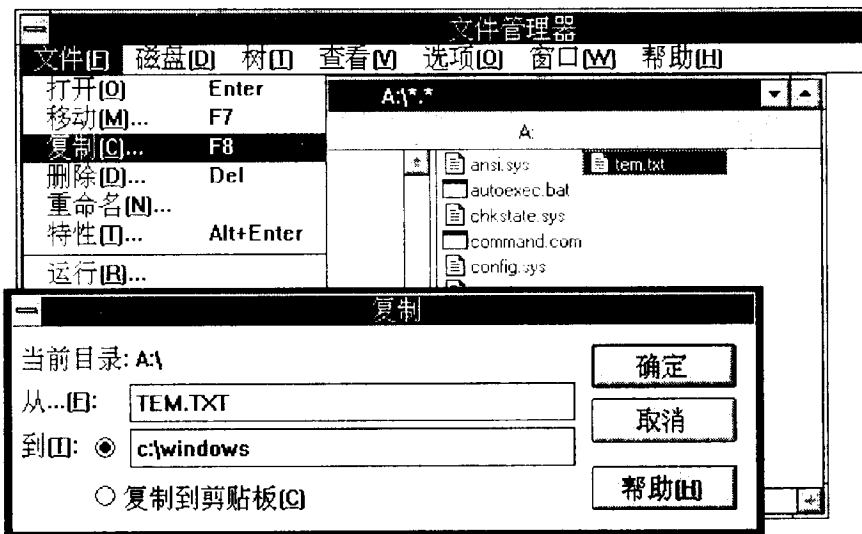 文件管理器
文件(F) 磁盘(D) 树(T) 查看(V) 选项(O) 窗口(W) 帮助(H)
打开(O) Enter
移动(M)... F7
复制(C)... F8
删除(D)... Del
重命名(N)...
特性(T)... Alt+Enter
运行(R)...
A:\*.*
A:
ansi.sys tem.txt
autoexec.bat
chkstate.sys
command.com
config.sys
复制
当前目录: A:\
从...(F): TEM.TXT
到(T): c:\windows
复制到剪贴板(C)
确定
取消
帮助(H)